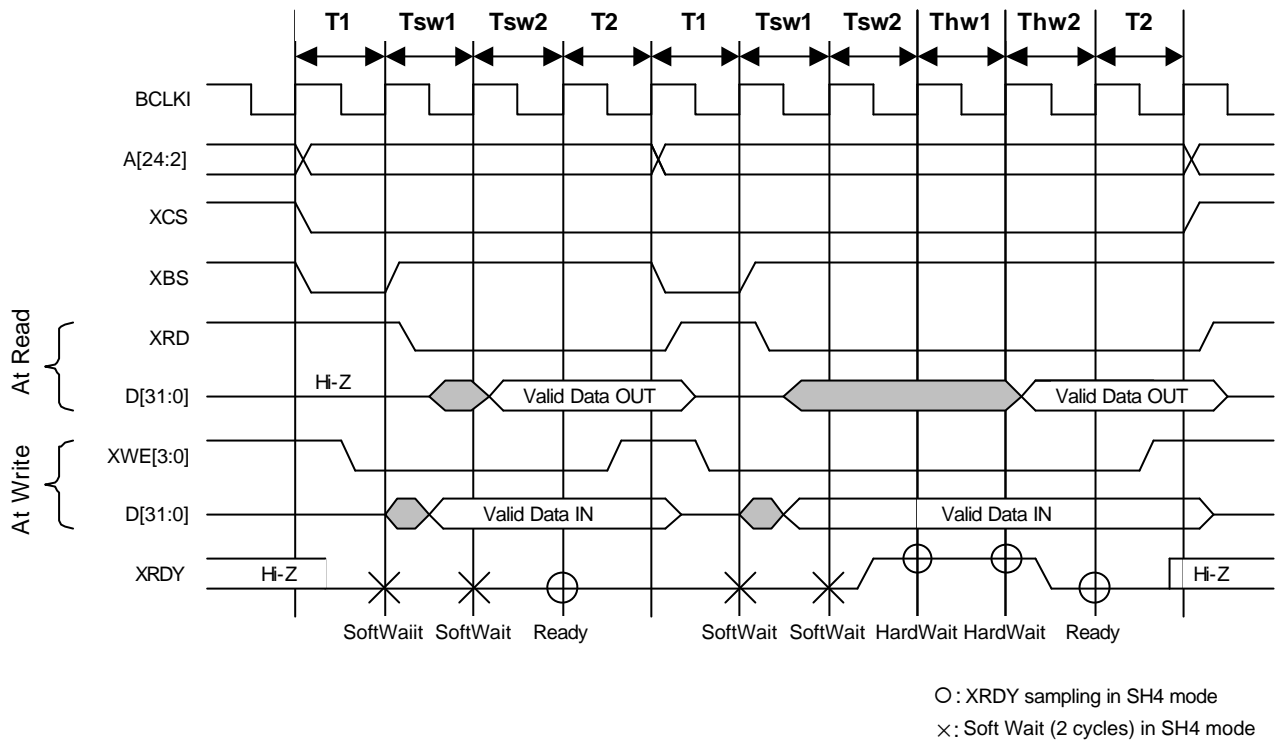 T1 Tsw1 Tsw2 T2 T1 Tsw1 Tsw2 Thw1 Thw2 T2
BCLKI
A[24:2]
XCS
XBS
At Read
XRD
Hi-Z
D[31:0] Valid Data OUT Valid Data OUT
At Write
XWE[3:0]
D[31:0] Valid Data IN Valid Data IN
XRDY Hi-Z Hi-Z
SoftWaiit SoftWait Ready SoftWait SoftWait HardWait HardWait Ready
O: XRDY sampling in SH4 mode
×: Soft Wait (2 cycles) in SH4 mode